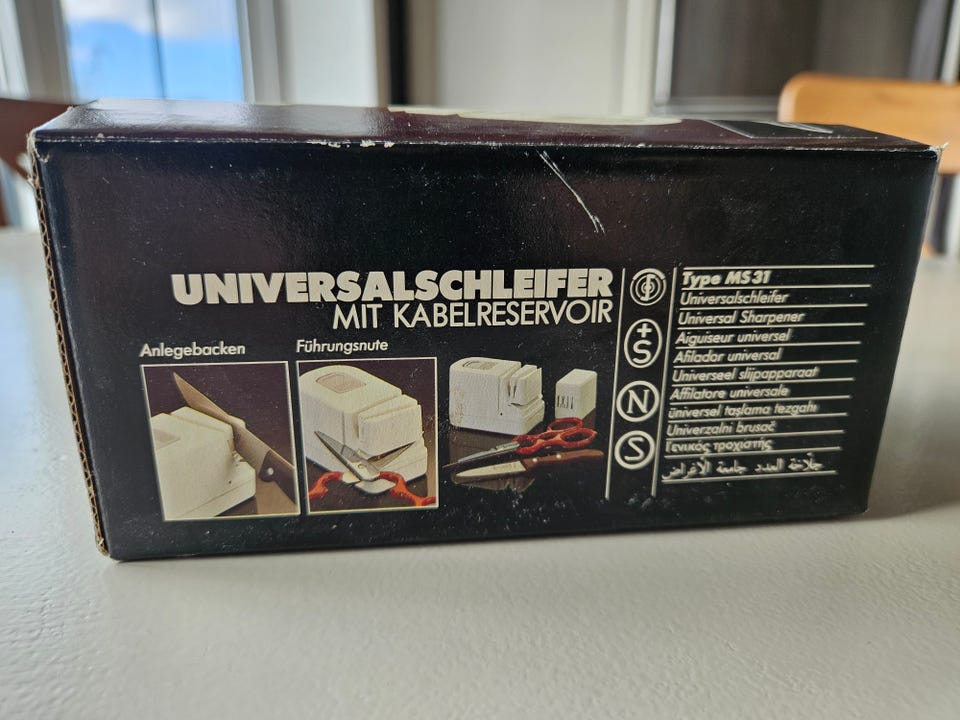 UNIVERSALSCHLEIFER
MIT KABELRESERVOIR
Anlegebacken
Führungsnute
+
S
N
S
Type MS 31
Universalschleifer
Universal Sharpener
Aiguiseur universel
Afilador universal
Universeel slijpapparaat
Affilatore universale
üniversel taşlama tezgahı
Univerzalni brusač
Γενικός τροχιστής
جلاخة العدد جامعة الأغراض